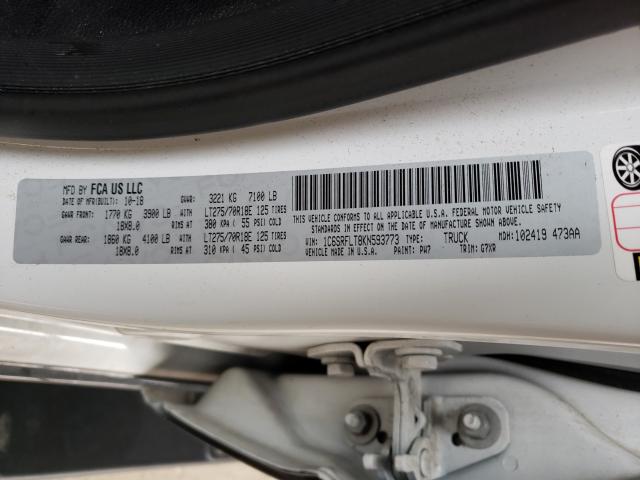 MFD BY FCA US LLC
DATE OF MFR(BUILT): 10-18 GVWR: 3221 KG 7100 LB
GAWR FRONT: 1770 KG 3900 LB WITH LT275/70R18E 125 TIRES
18X8.0 RIMS AT 380 KPA ( 55 PSI) COLD
GAWR REAR: 1860 KG 4100 LB WITH LT275/70R18E 125 TIRES
18X8.0 RIMS AT 310 KPA ( 45 PSI) COLD
THIS VEHICLE CONFORMS TO ALL APPLICABLE U.S.A. FEDERAL MOTOR VEHICLE SAFETY
STANDARDS IN EFFECT ON THE DATE OF MANUFACTURE SHOWN ABOVE.
VIN: 1C6SRFLT8KN593773 TYPE: TRUCK MDH: 102419 473AA
VEHICLE MADE IN U.S.A. PAINT: PW7 TRIM: G7XR